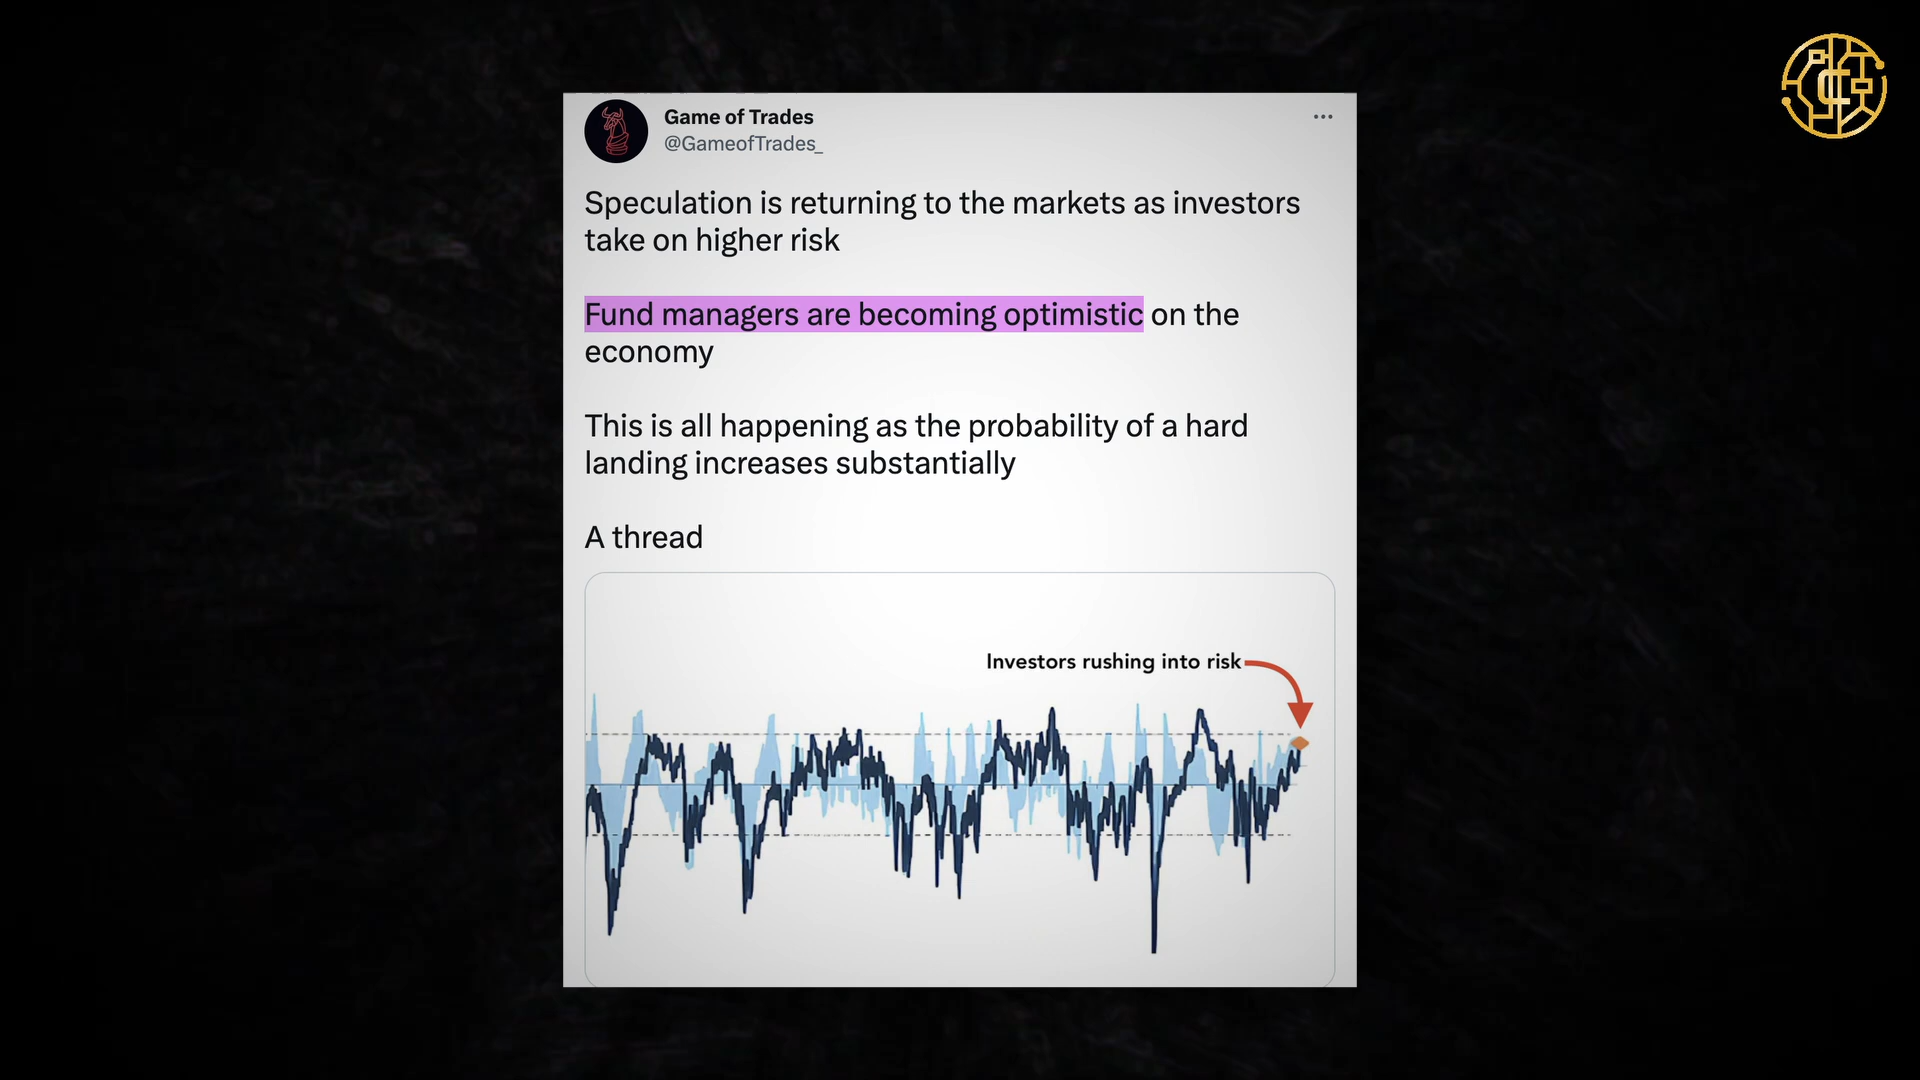 Game of Trades
@GameofTrades_
Speculation is returning to the markets as investors
take on higher risk
Fund managers are becoming optimistic on the
economy
This is all happening as the probability of a hard
landing increases substantially
A thread
Investors rushing into risk